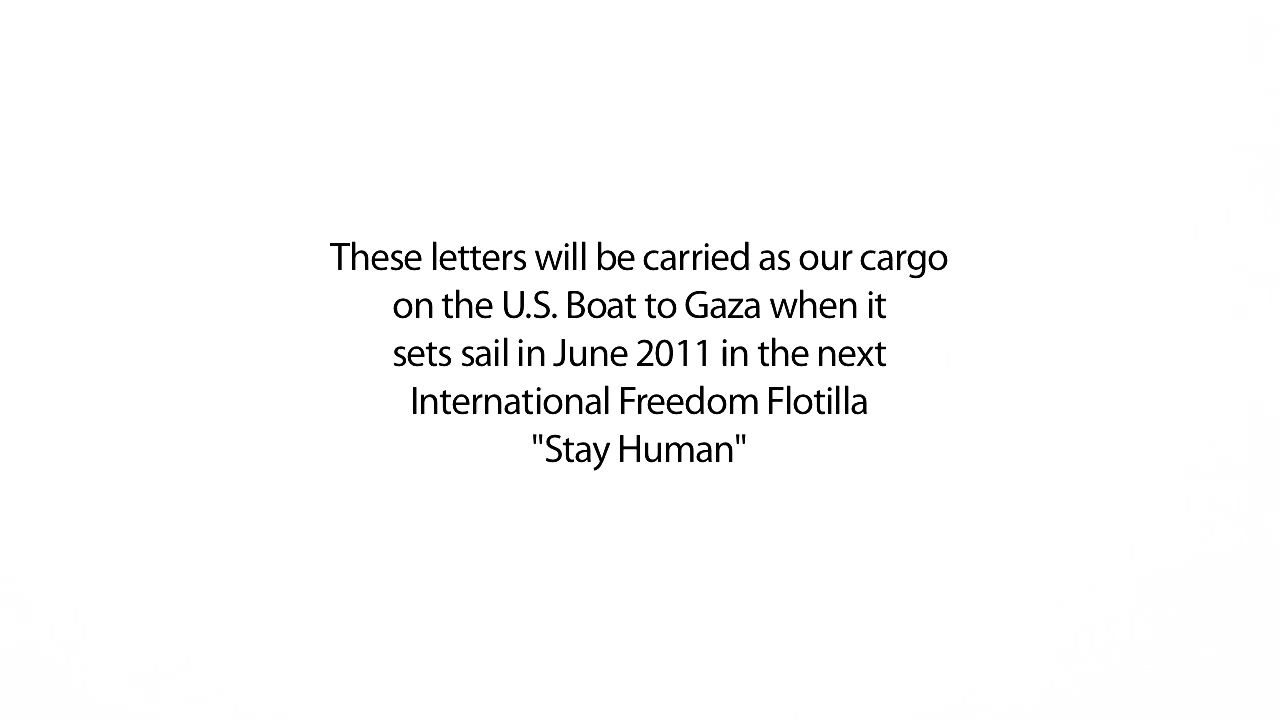 These letters will be carried as our cargo
on the U.S. Boat to Gaza when it
sets sail in June 2011 in the next
International Freedom Flotilla
"Stay Human"